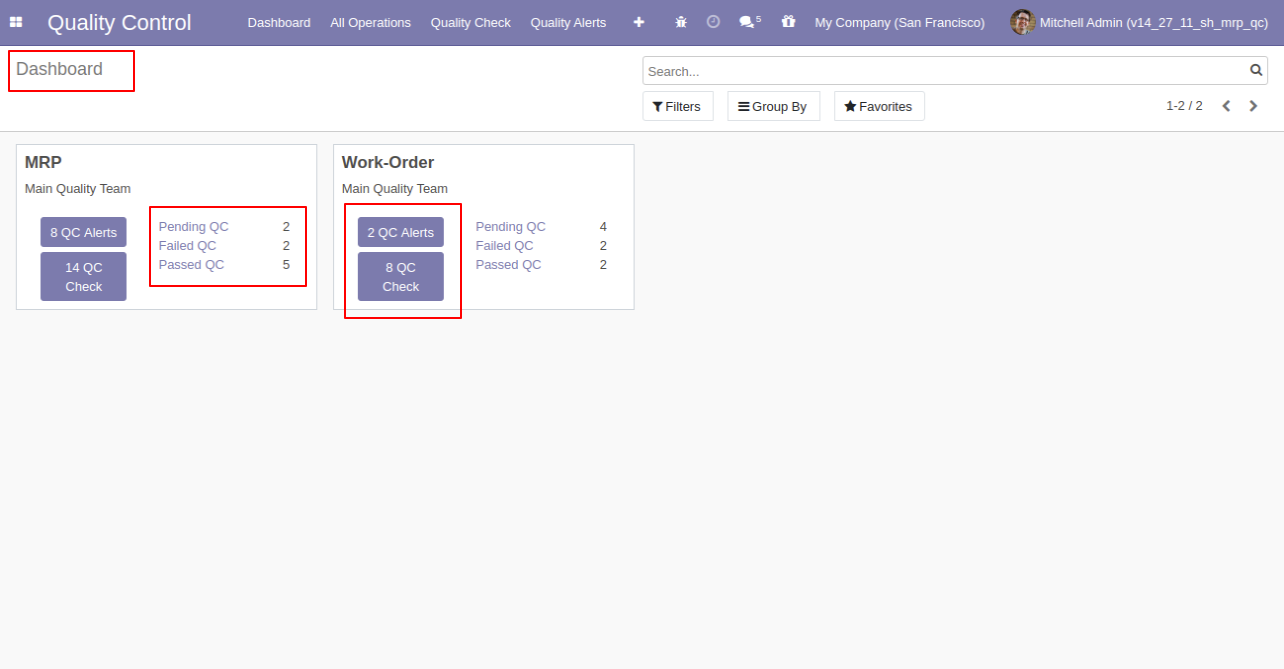 Quality Control Dashboard All Operations Quality Check Quality Alerts 5 My Company (San Francisco) Mitchell Admin (v14_27_11_sh_mrp_qc)
Dashboard
Search...
Filters Group By Favorites 1-2 / 2
MRP
Main Quality Team
8 QC Alerts
14 QC
Check
Pending QC 2
Failed QC 2
Passed QC 5
Work-Order
Main Quality Team
2 QC Alerts
8 QC
Check
Pending QC 4
Failed QC 2
Passed QC 2